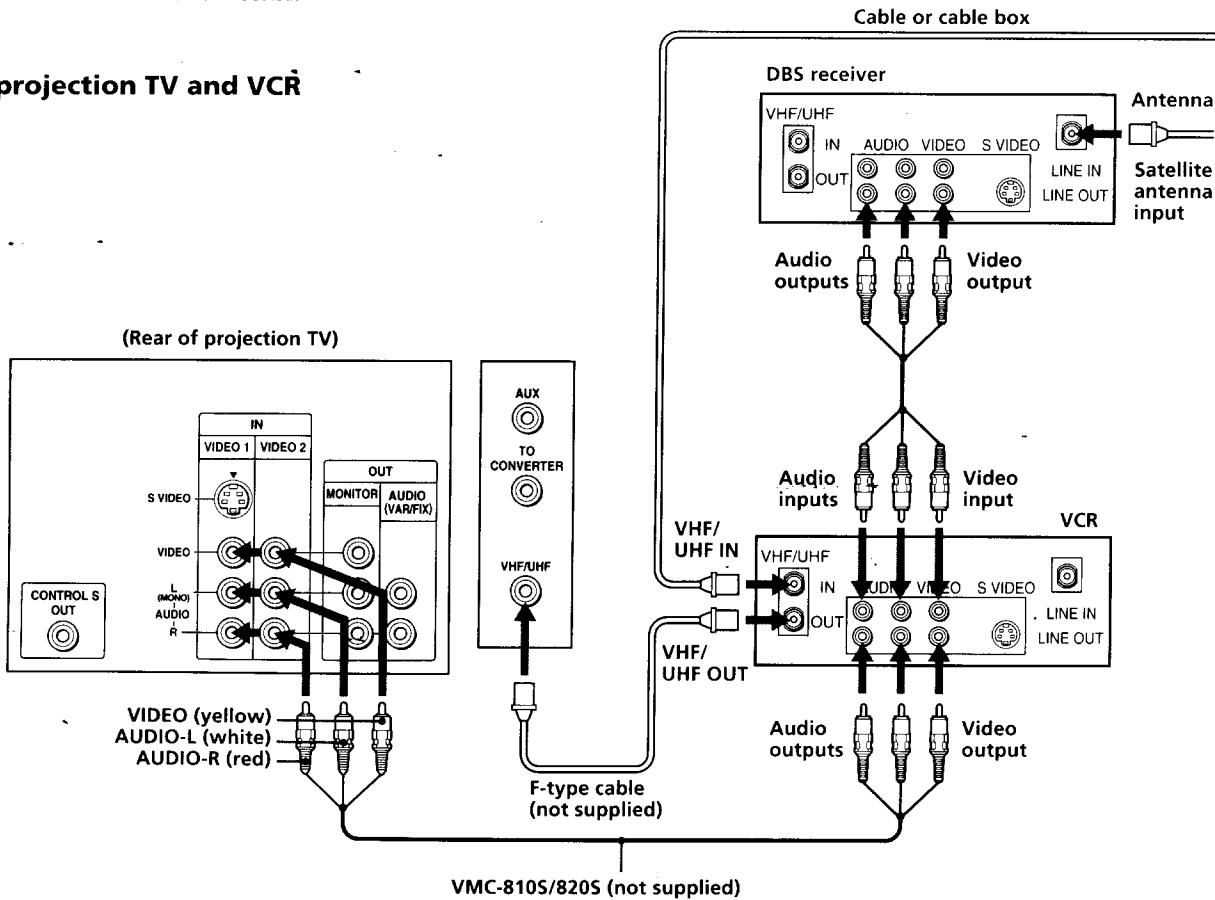 Cable or cable box
projection TV and VCR
DBS receiver
Antenna
VHF/UHF
IN
AUDIO VIDEO S VIDEO
OUT
LINE IN
LINE OUT
Satellite
antenna
input
Audio
outputs
Video
output
(Rear of projection TV)
IN
VIDEO 1 VIDEO 2
OUT
MONITOR
AUDIO
(VAR/FIX)
S VIDEO
VIDEO
L
(MONO)
AUDIO
R
CONTROL S
OUT
AUX
TO
CONVERTER
VHF/UHF
Audio
inputs
Video
input
VHF/
UHF IN
VCR
VHF/UHF
IN
AUDIO VIDEO S VIDEO
OUT
LINE IN
LINE OUT
VHF/
UHF OUT
VIDEO (yellow)
AUDIO-L (white)
AUDIO-R (red)
F-type cable
(not supplied)
Audio
outputs
Video
output
VMC-810S/820S (not supplied)